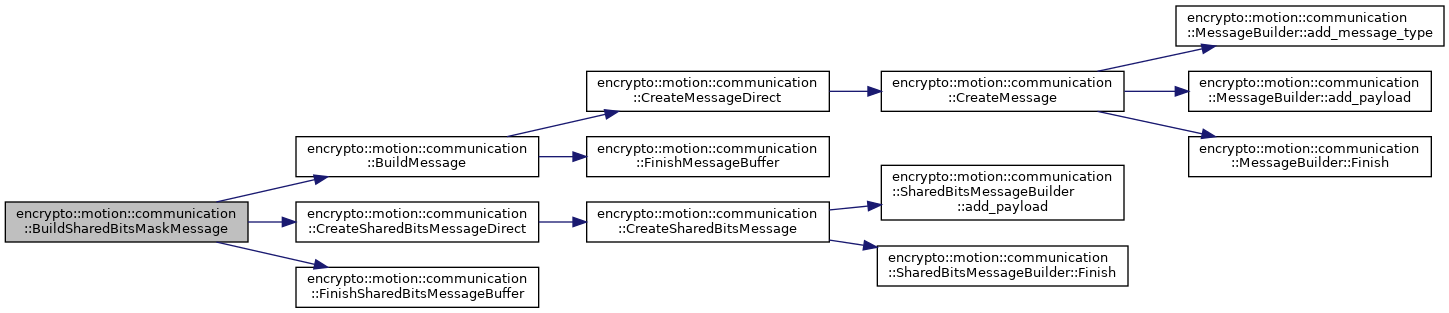 encrypto::motion::communication
::BuildSharedBitsMaskMessage
encrypto::motion::communication
::BuildMessage
encrypto::motion::communication
::CreateMessageDirect
encrypto::motion::communication
::CreateMessage
encrypto::motion::communication
::MessageBuilder::add_message_type
encrypto::motion::communication
::MessageBuilder::add_payload
encrypto::motion::communication
::MessageBuilder::Finish
encrypto::motion::communication
::FinishMessageBuffer
encrypto::motion::communication
::CreateSharedBitsMessageDirect
encrypto::motion::communication
::CreateSharedBitsMessage
encrypto::motion::communication
::SharedBitsMessageBuilder
::add_payload
encrypto::motion::communication
::SharedBitsMessageBuilder::Finish
encrypto::motion::communication
::FinishSharedBitsMessageBuffer